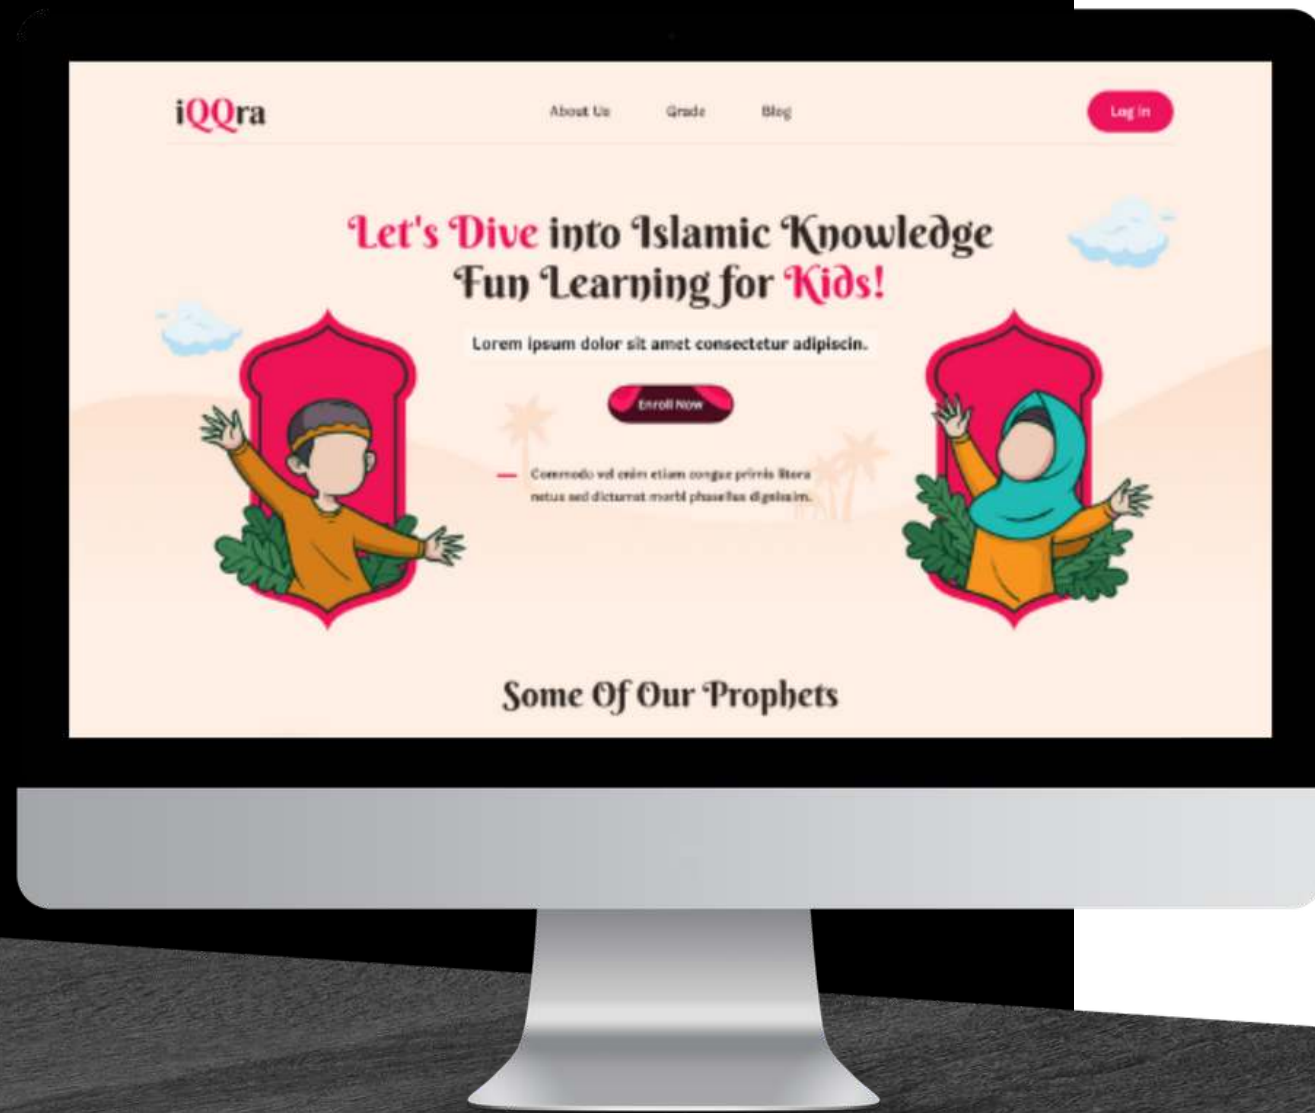 iQQra
About Us
Grade
Blog
Log in
Let's Dive into Islamic Knowledge
Fun Learning for Kids!
Lorem ipsum dolor sit amet consectetur adipiscin.
Enroll Now
Commodo vel enim etiam congue primis litora
netus sed dictumst morbi phasellus dignissim.
Some Of Our Prophets